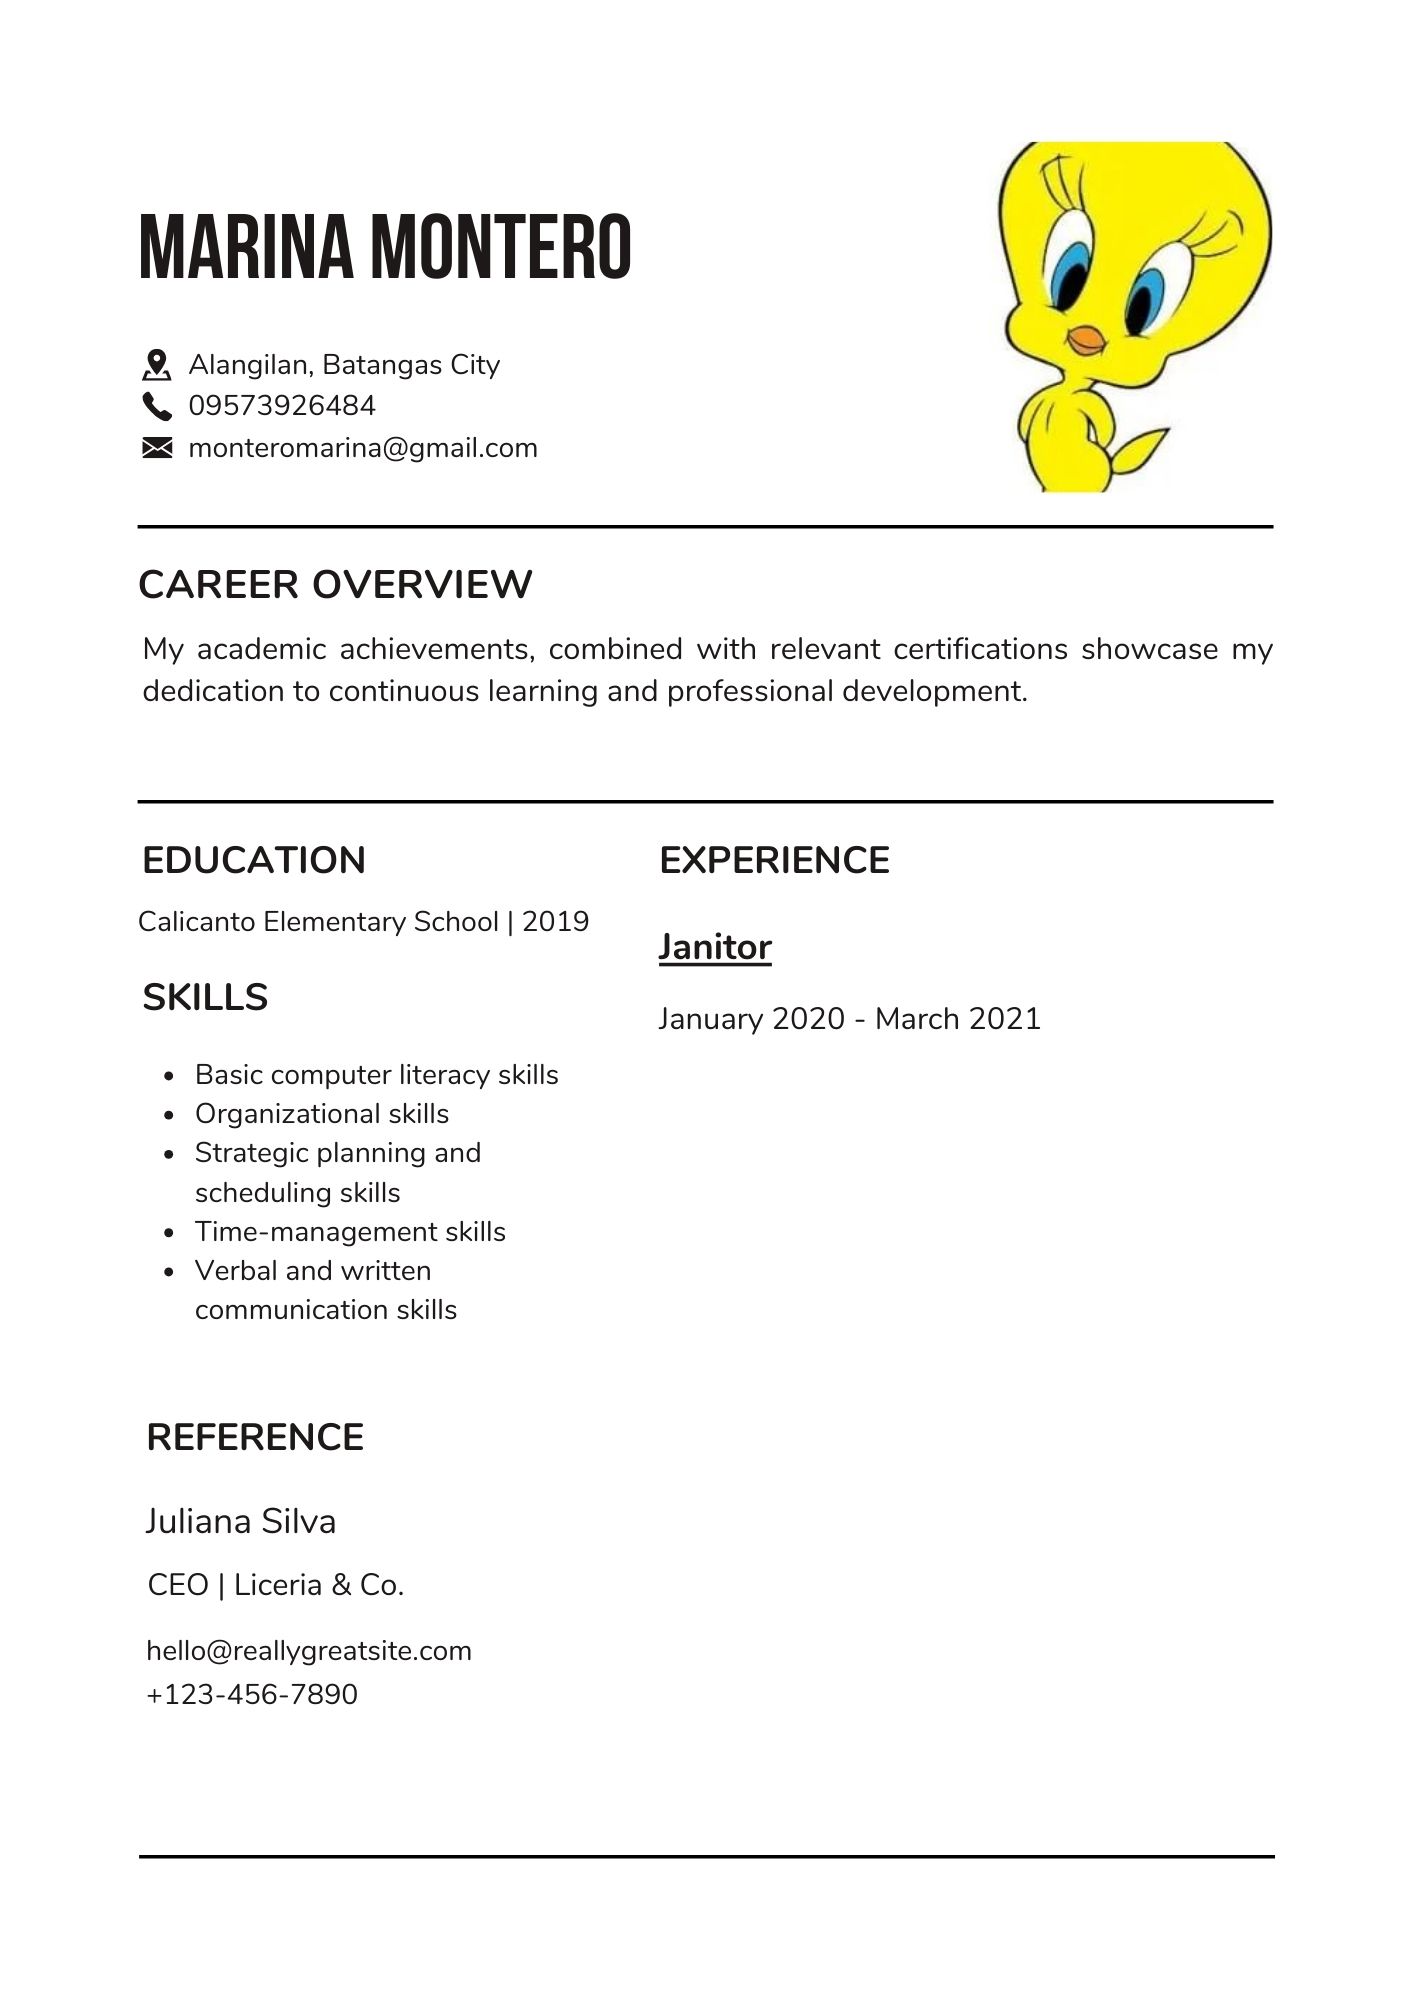 MARINA MONTERO
Alangilan, Batangas City
09573926484
monteromarina@gmail.com
CAREER OVERVIEW
My academic achievements, combined with relevant certifications showcase my
dedication to continuous learning and professional development.
EDUCATION
Calicanto Elementary School | 2019
SKILLS
• Basic computer literacy skills
• Organizational skills
• Strategic planning and
scheduling skills
• Time-management skills
• Verbal and written
communication skills
EXPERIENCE
Janitor
January 2020 - March 2021
REFERENCE
Juliana Silva
CEO | Liceria & Co.
hello@reallygreatsite.com
+123-456-7890